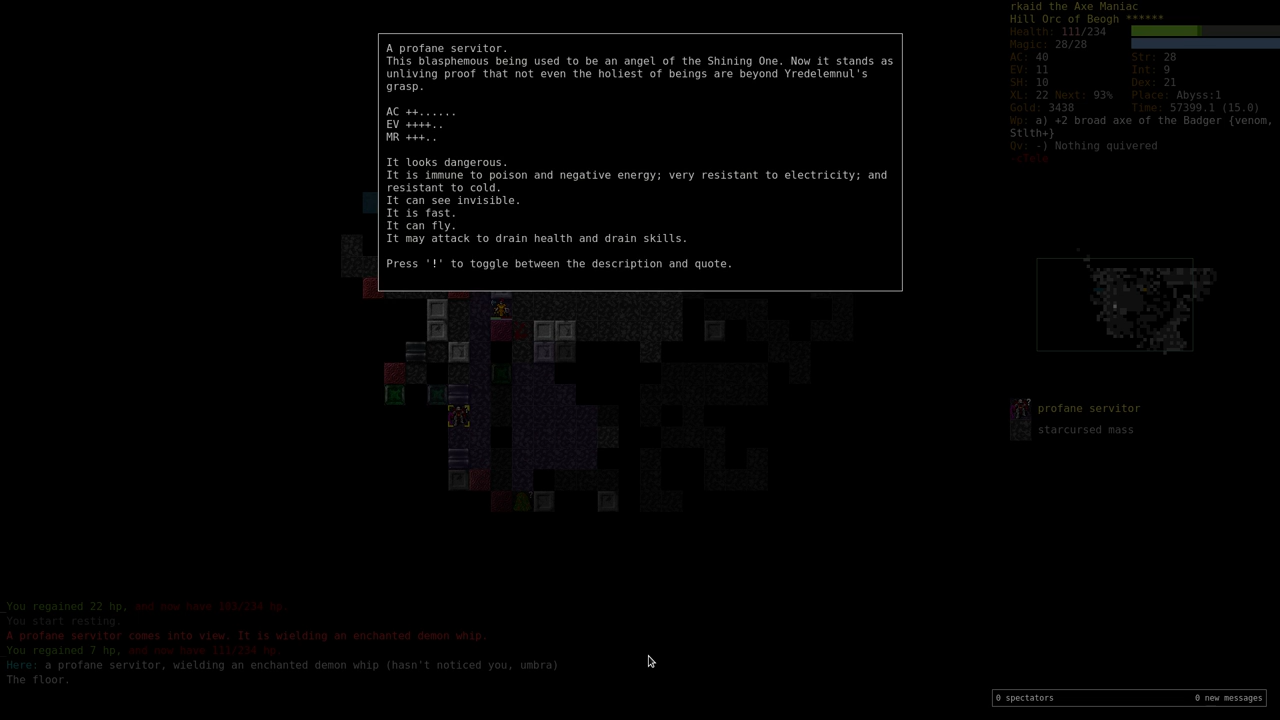 A profane servitor.
This blasphemous being used to be an angel of the Shining One. Now it stands as
unliving proof that not even the holiest of beings are beyond Yredelemnul's
grasp.
AC ++......
EV ++++..
MR +++..
It looks dangerous.
It is immune to poison and negative energy; very resistant to electricity; and
resistant to cold.
It can see invisible.
It is fast.
It can fly.
It may attack to drain health and drain skills.
Press '!' to toggle between the description and quote.
rkaid the Axe Maniac
Hill Orc of Beogh ******
Health: 111/234
Magic: 28/28
AC: 40 Str: 28
EV: 11 Int: 9
SH: 10 Dex: 21
XL: 22 Next: 93% Place: Abyss:1
Gold: 3438 Time: 57399.1 (15.0)
Wp: a) +2 broad axe of the Badger {venom,
Stlth+}
Qv: -) Nothing quivered
-cTele
profane servitor
starcursed mass
_You regained 22 hp, and now have 103/234 hp.
You start resting.
A profane servitor comes into view. It is wielding an enchanted demon whip.
_You regained 7 hp, and now have 111/234 hp.
Here: a profane servitor, wielding an enchanted demon whip (hasn't noticed you, umbra)
The floor.
0 spectators 0 new messages